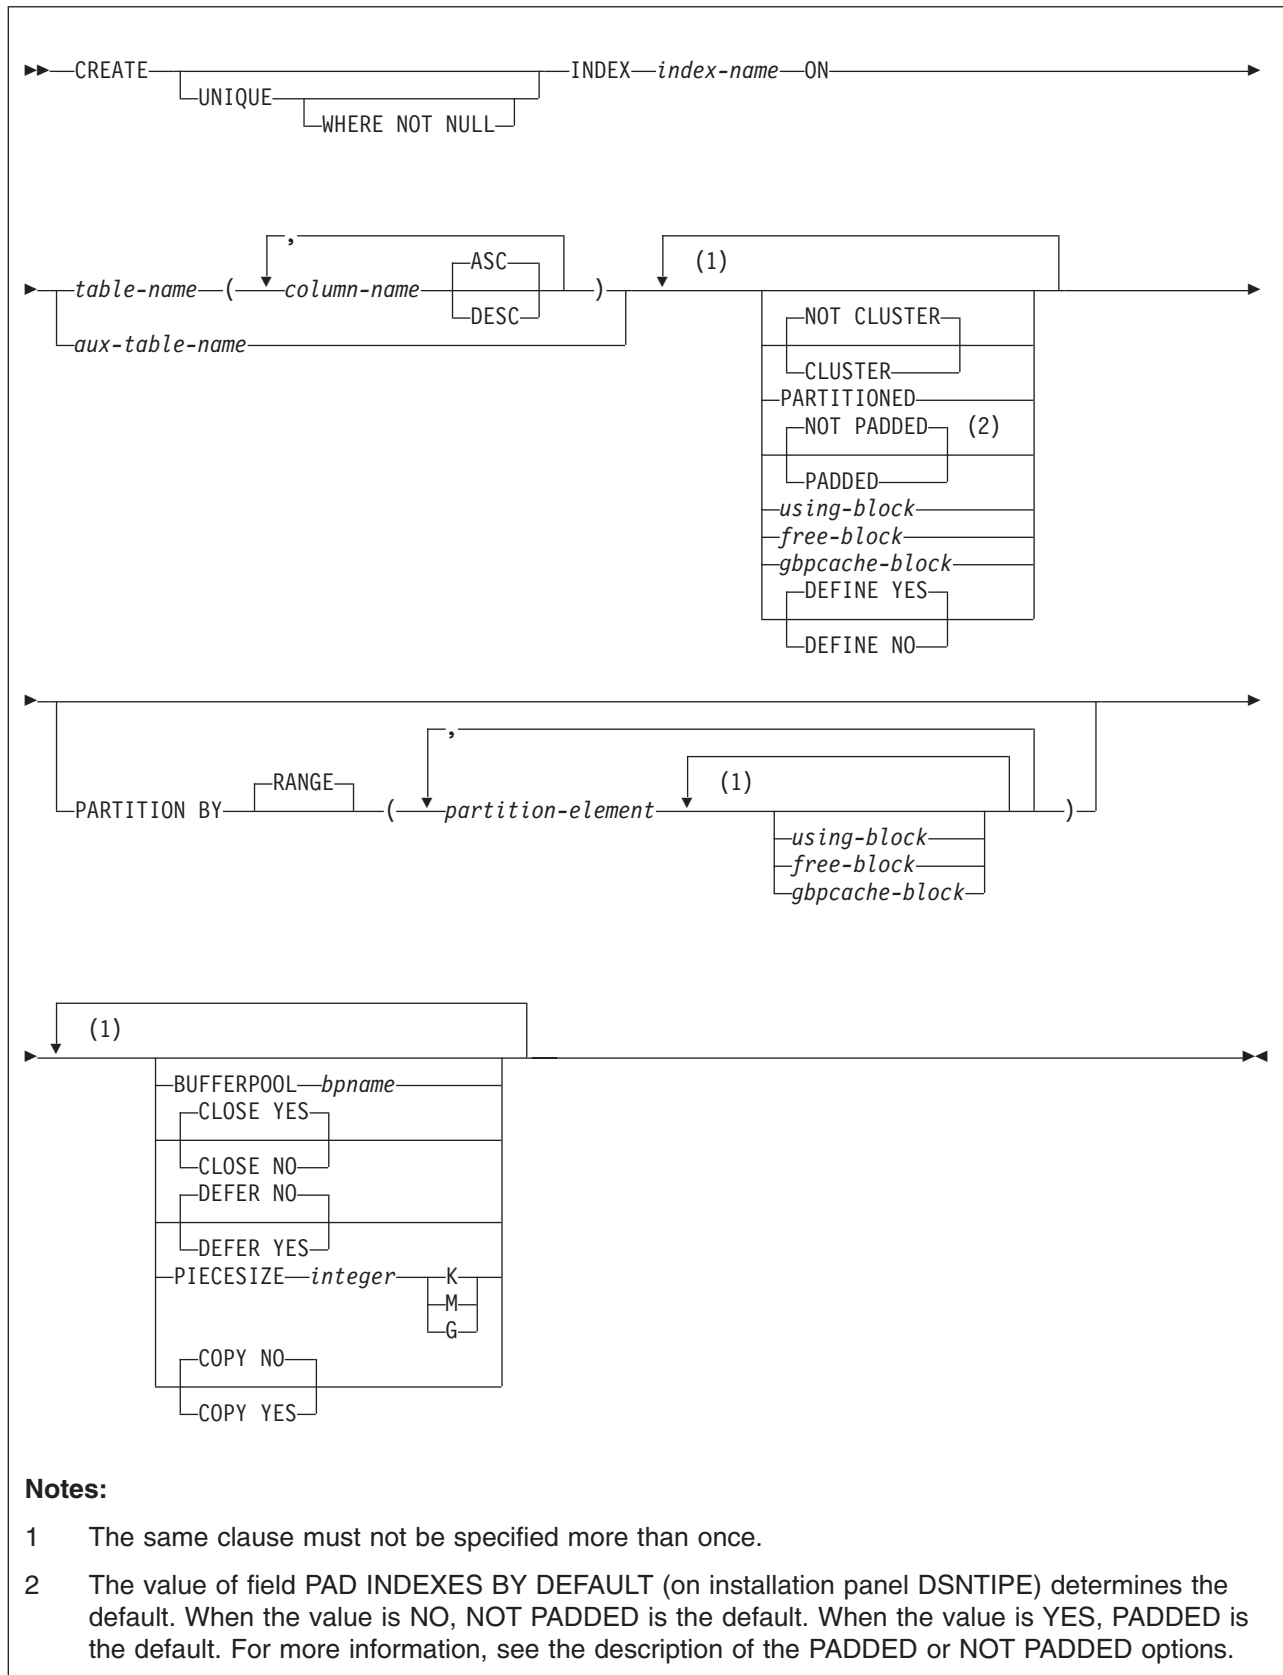 CREATE INDEX index-name ON
UNIQUE
WHERE NOT NULL
,
(1)
ASC
table-name ( column-name )
DESC
aux-table-name
NOT CLUSTER
CLUSTER
PARTITIONED
NOT PADDED (2)
PADDED
using-block
free-block
gbpcache-block
DEFINE YES
DEFINE NO
,
RANGE (1)
PARTITION BY ( partition-element )
using-block
free-block
gbpcache-block
(1)
BUFFERPOOL bpname
CLOSE YES
CLOSE NO
DEFER NO
DEFER YES
PIECESIZE integer K
M
G
COPY NO
COPY YES
Notes:
1 The same clause must not be specified more than once.
2 The value of field PAD INDEXES BY DEFAULT (on installation panel DSNTIPE) determines the
default. When the value is NO, NOT PADDED is the default. When the value is YES, PADDED is
the default. For more information, see the description of the PADDED or NOT PADDED options.